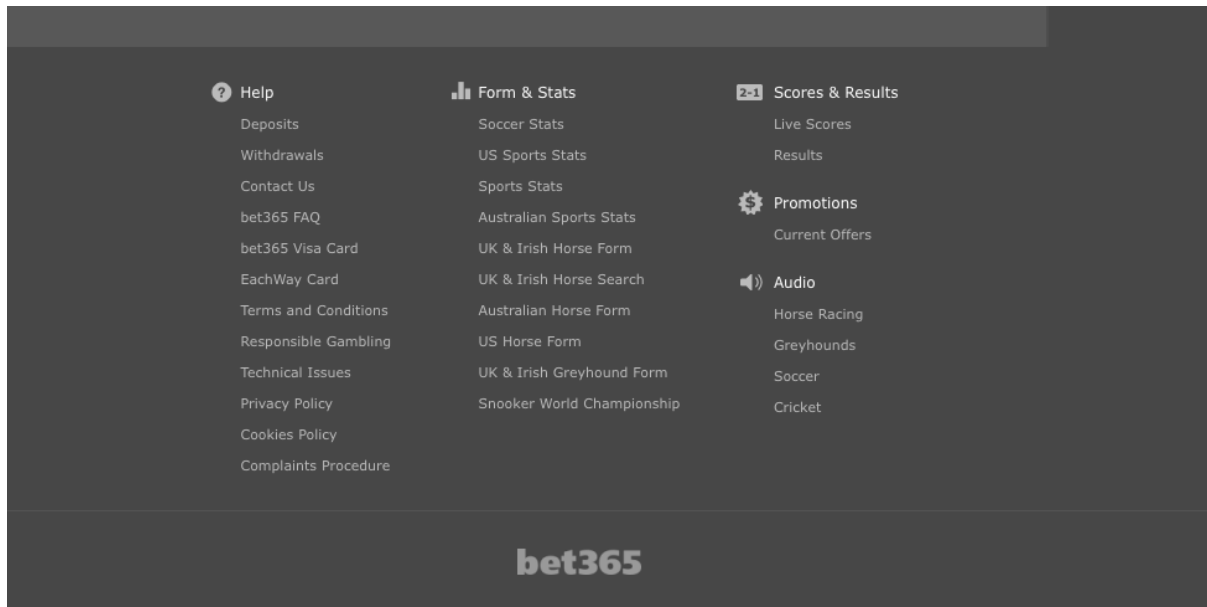 Help
Deposits
Withdrawals
Contact Us
bet365 FAQ
bet365 Visa Card
EachWay Card
Terms and Conditions
Responsible Gambling
Technical Issues
Privacy Policy
Cookies Policy
Complaints Procedure
Form & Stats
Soccer Stats
US Sports Stats
Sports Stats
Australian Sports Stats
UK & Irish Horse Form
UK & Irish Horse Search
Australian Horse Form
US Horse Form
UK & Irish Greyhound Form
Snooker World Championship
2-1 Scores & Results
Live Scores
Results
Promotions
Current Offers
Audio
Horse Racing
Greyhounds
Soccer
Cricket
bet365